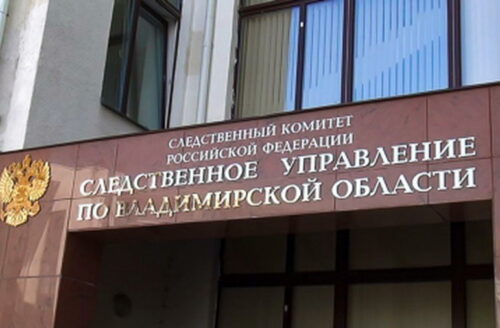 СЛЕДСТВЕННЫЙ КОМИТЕТ
РОССИЙСКОЙ ФЕДЕРАЦИИ
СЛЕДСТВЕННОЕ УПРАВЛЕНИЕ
ПО ВЛАДИМИРСКОЙ ОБЛАСТИ